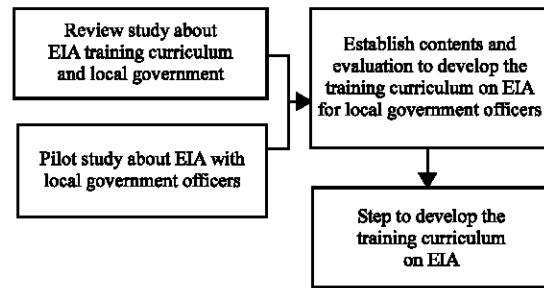 Review study about
EIA training curriculum
and local government
Pilot study about EIA with
local government officers
Establish contents and
evaluation to develop the
training curriculum on EIA
for local government officers
Step to develop the
training curriculum
on EIA